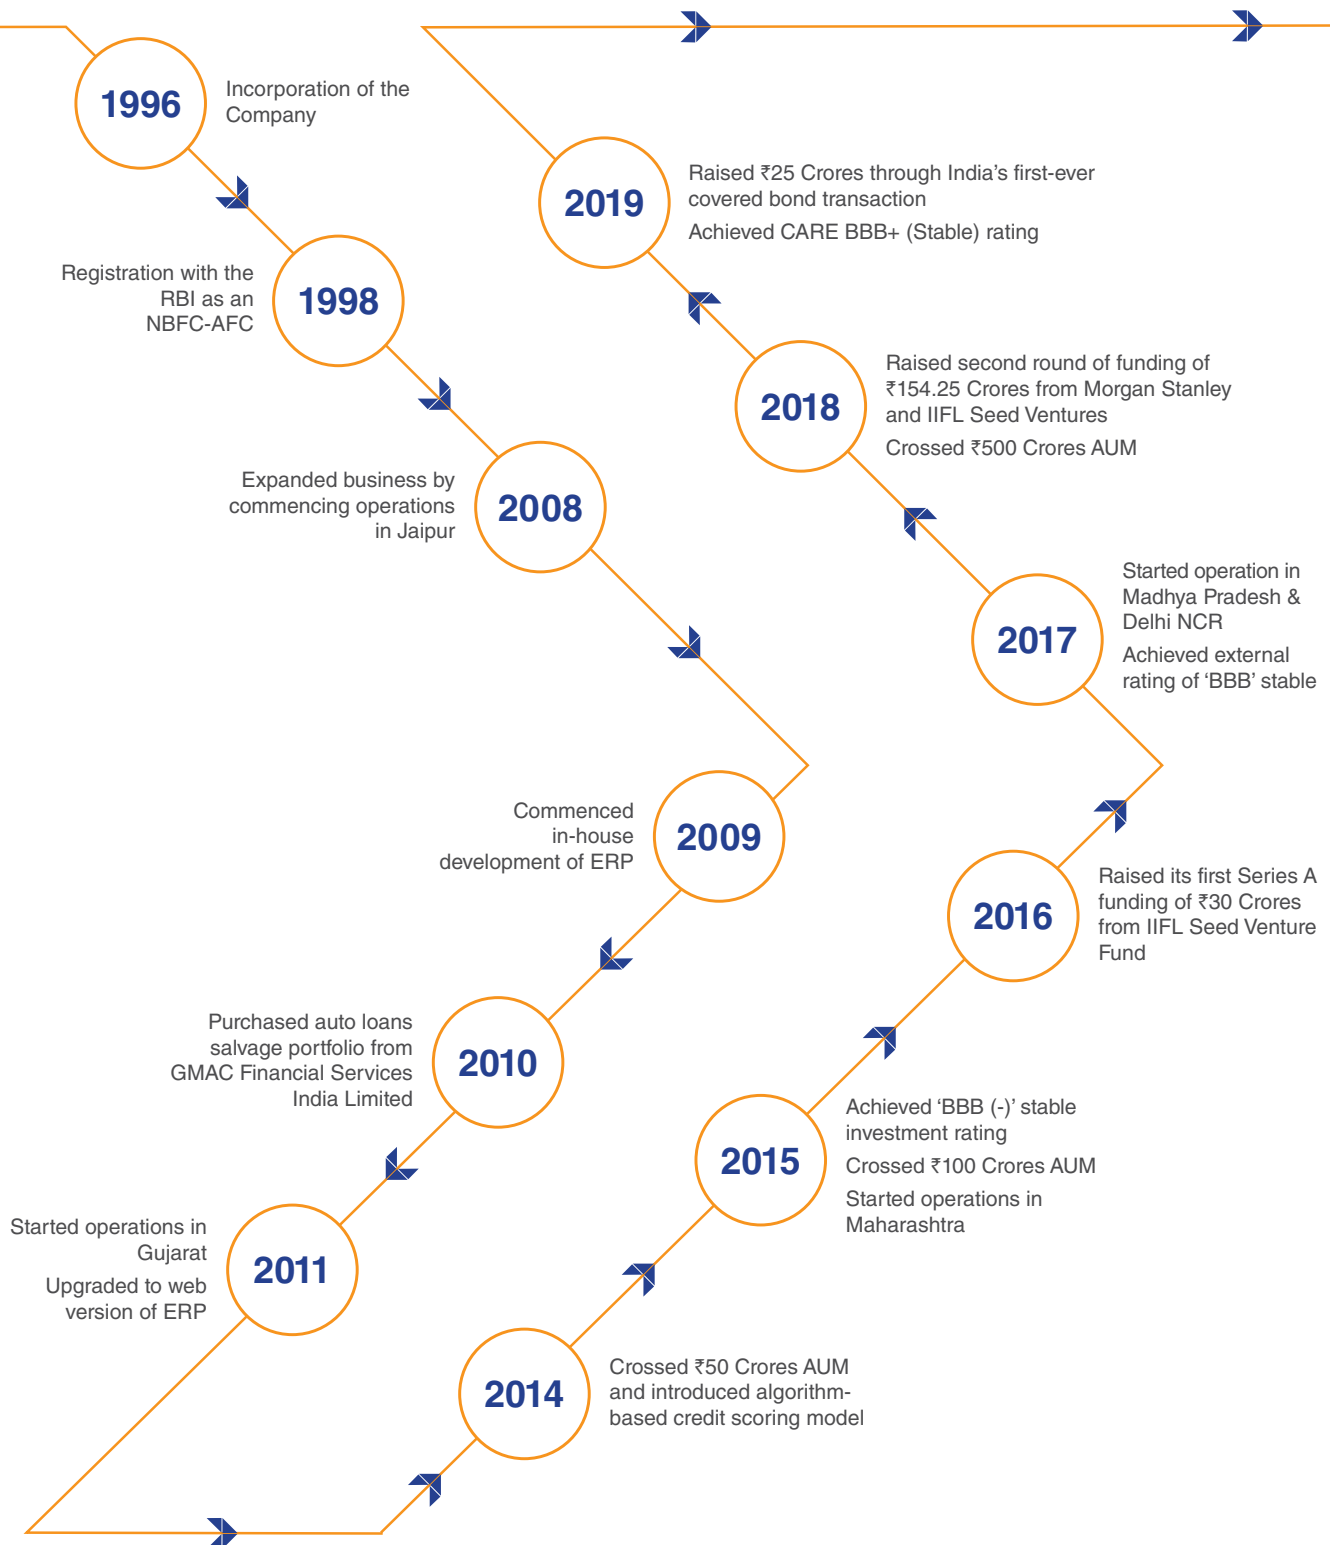 1996
Incorporation of the
Company
Registration with the
RBI as an
NBFC-AFC
1998
Expanded business by
commencing operations
in Jaipur
2008
Commenced
in-house
development of ERP
2009
Purchased auto loans
salvage portfolio from
GMAC Financial Services
India Limited
2010
Started operations in
Gujarat
Upgraded to web
version of ERP
2011
2014
Crossed ₹50 Crores AUM
and introduced algorithm-
based credit scoring model
2015
Achieved ‘BBB (-)’ stable
investment rating
Crossed ₹100 Crores AUM
Started operations in
Maharashtra
2016
Raised its first Series A
funding of ₹30 Crores
from IIFL Seed Venture
Fund
2017
Started operation in
Madhya Pradesh &
Delhi NCR
Achieved external
rating of ‘BBB’ stable
2018
Raised second round of funding of
₹154.25 Crores from Morgan Stanley
and IIFL Seed Ventures
Crossed ₹500 Crores AUM
2019
Raised ₹25 Crores through India’s first-ever
covered bond transaction
Achieved CARE BBB+ (Stable) rating